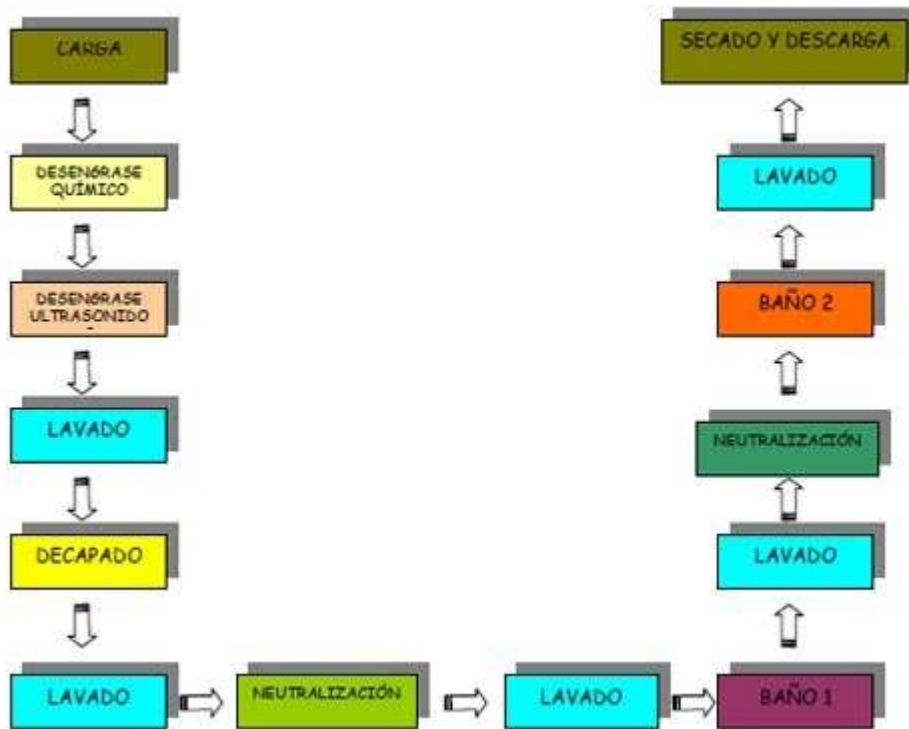 CARGA
DESENGRASE
QUÍMICO
DESENGRASE
ULTRASONIDO
-
LAVADO
DECAPADO
LAVADO
NEUTRALIZACIÓN
LAVADO
BAÑO 1
LAVADO
NEUTRALIZACIÓN
BAÑO 2
LAVADO
SECADO Y DESCARGA